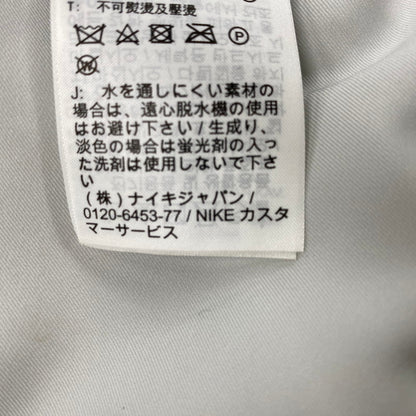 T: 不可熨燙及壓燙
P
W
J: 水を通しにくい素材の
場合は、遠心脱水機の使用
はお避け下さい / 生成り、
淡色の場合は蛍光剤の入っ
た洗剤は使用しないで下さ
い
(株) ナイキジャパン /
0120-6453-77 / NIKE カスタ
マーサービス